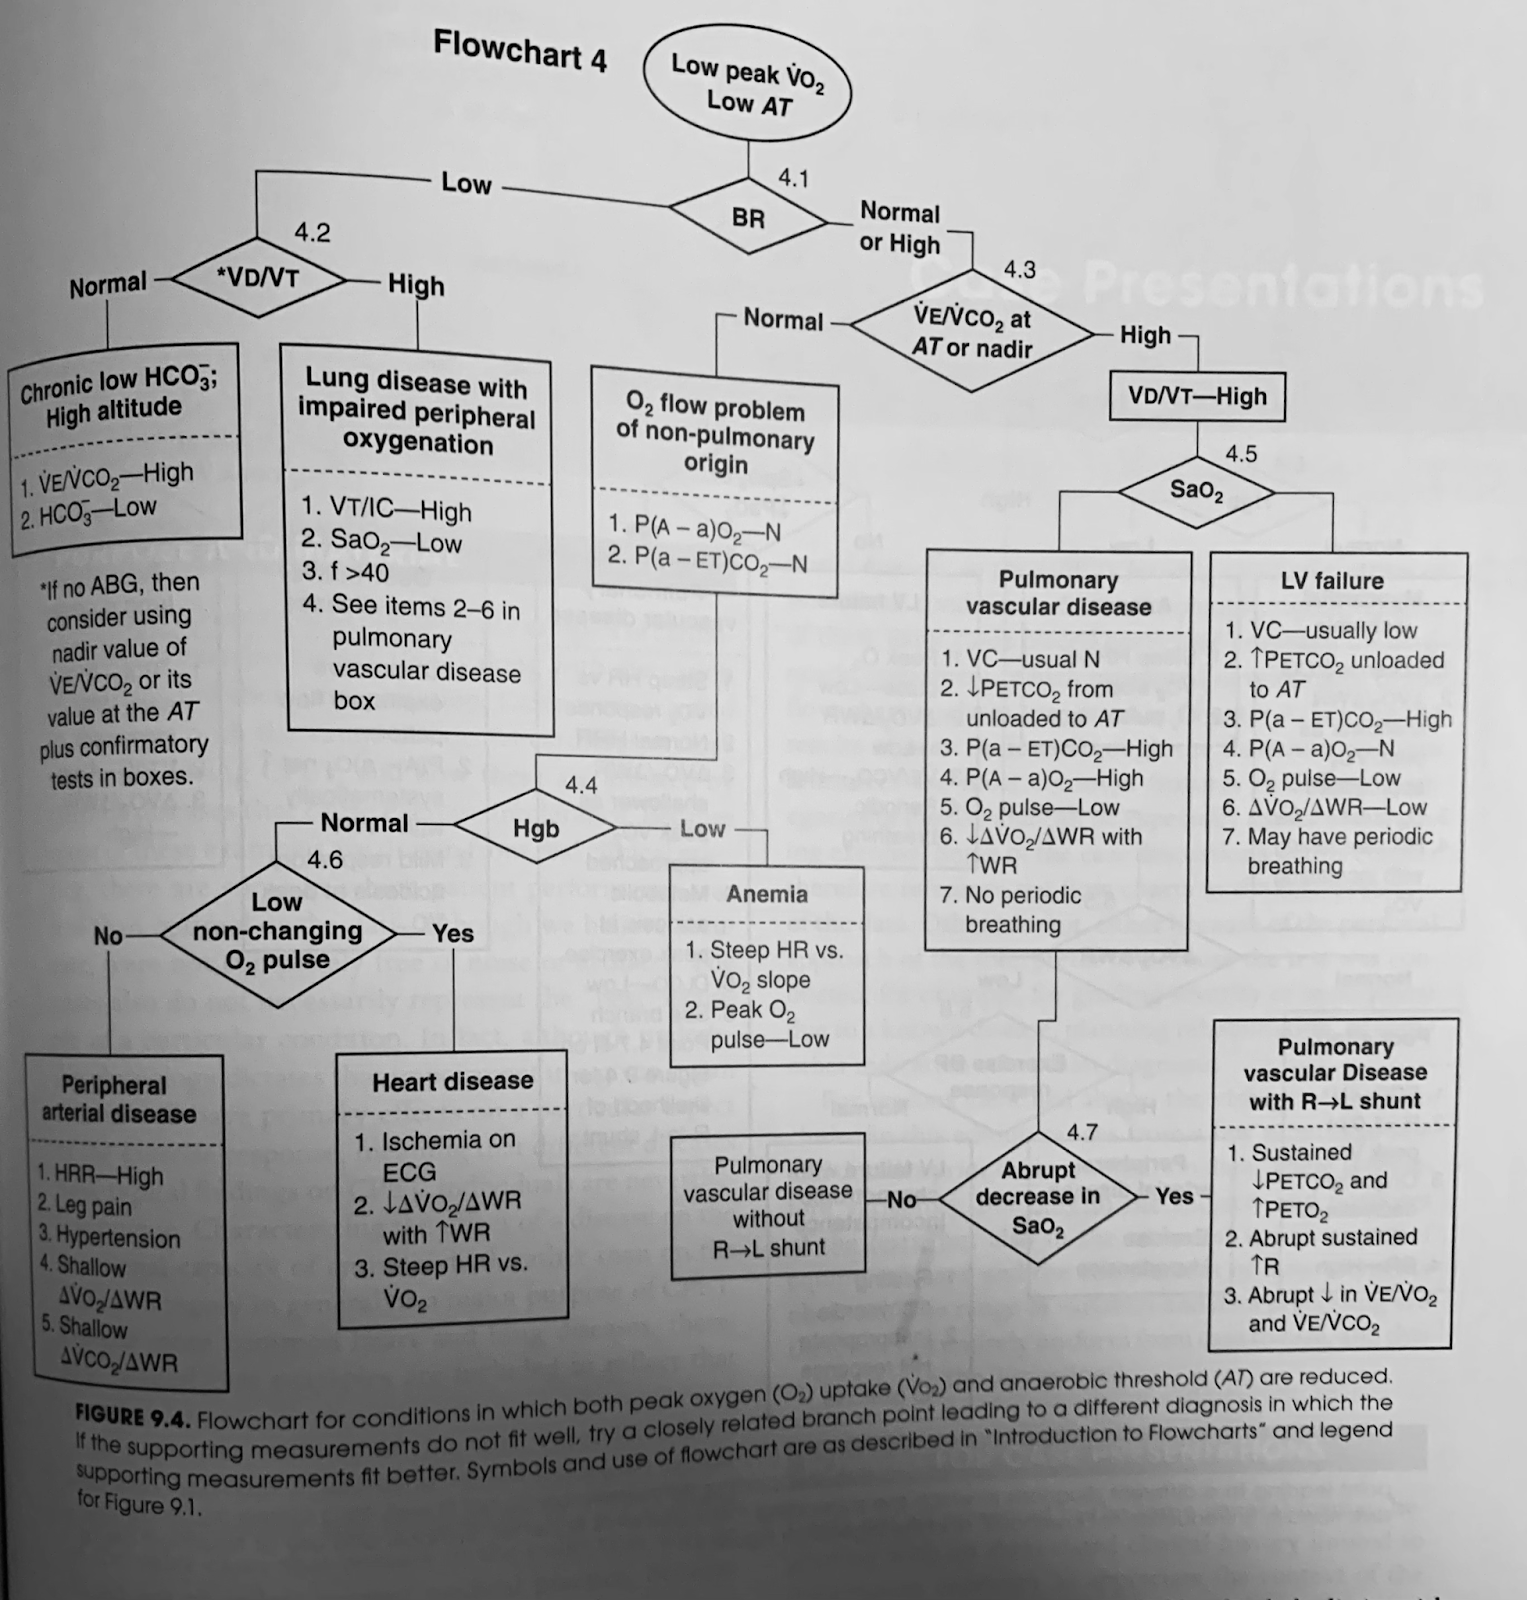 Flowchart 4
Low peak V̇O₂
Low AT
4.1
BR
Low
Normal
or High
4.2
*VD/VT
Normal
High
4.3
V̇E/V̇CO₂ at
AT or nadir
Normal
High
Chronic low HCO₃⁻;
High altitude
1. V̇E/V̇CO₂—High
2. HCO₃⁻—Low
*If no ABG, then
consider using
nadir value of
V̇E/V̇CO₂ or its
value at the AT
plus confirmatory
tests in boxes.
Lung disease with
impaired peripheral
oxygenation
1. VT/IC—High
2. SaO₂—Low
3. f >40
4. See items 2–6 in
pulmonary
vascular disease
box
O₂ flow problem
of non-pulmonary
origin
1. P(A – a)O₂—N
2. P(a – ET)CO₂—N
VD/VT—High
4.5
SaO₂
Pulmonary
vascular disease
1. VC—usual N
2. ↓PETCO₂ from
unloaded to AT
3. P(a – ET)CO₂—High
4. P(A – a)O₂—High
5. O₂ pulse—Low
6. ↓ΔV̇O₂/ΔWR with
↑WR
7. No periodic
breathing
LV failure
1. VC—usually low
2. ↑PETCO₂ unloaded
to AT
3. P(a – ET)CO₂—High
4. P(A – a)O₂—N
5. O₂ pulse—Low
6. ΔV̇O₂/ΔWR—Low
7. May have periodic
breathing
4.4
Hgb
Normal
Low
4.6
Low
non-changing
O₂ pulse
No
Yes
Anemia
1. Steep HR vs.
V̇O₂ slope
2. Peak O₂
pulse—Low
Peripheral
arterial disease
1. HRR—High
2. Leg pain
3. Hypertension
4. Shallow
ΔV̇O₂/ΔWR
5. Shallow
ΔV̇CO₂/ΔWR
Heart disease
1. Ischemia on
ECG
2. ↓ΔV̇O₂/ΔWR
with ↑WR
3. Steep HR vs.
V̇O₂
Pulmonary
vascular disease
without
R→L shunt
No
4.7
Abrupt
decrease in
SaO₂
Yes
Pulmonary
vascular Disease
with R→L shunt
1. Sustained
↓PETCO₂ and
↑PETO₂
2. Abrupt sustained
↑R
3. Abrupt ↓ in V̇E/V̇O₂
and V̇E/V̇CO₂
FIGURE 9.4. Flowchart for conditions in which both peak oxygen (O₂) uptake (V̇O₂) and anaerobic threshold (AT) are reduced.
If the supporting measurements do not fit well, try a closely related branch point leading to a different diagnosis in which the
supporting measurements fit better. Symbols and use of flowchart are as described in "Introduction to Flowcharts" and legend
for Figure 9.1.
Case Presentations